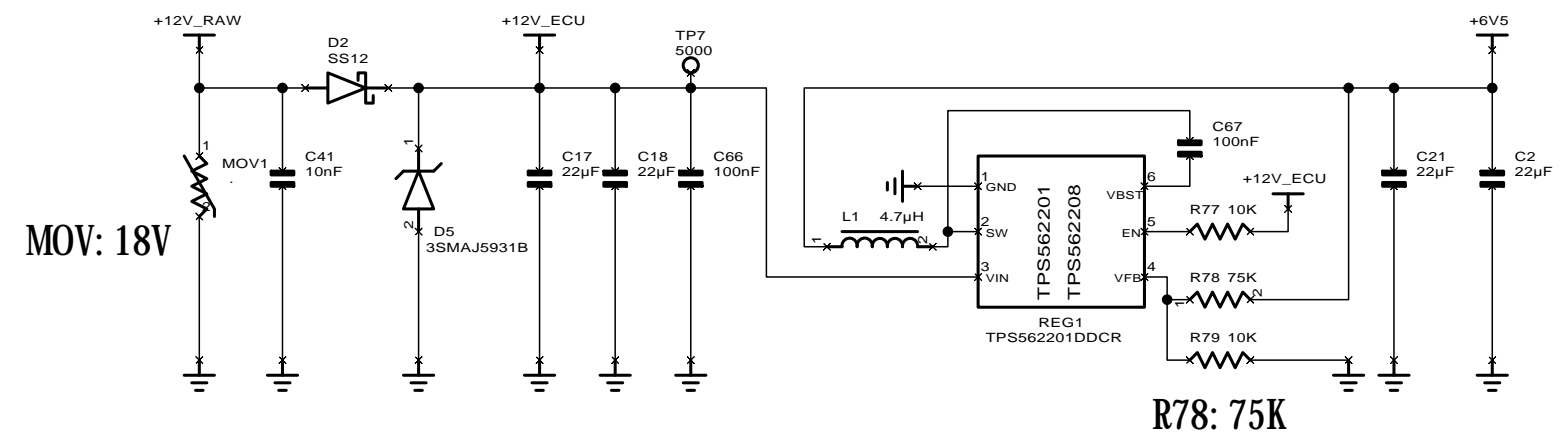 +12V_RAW
+12V_ECU
+6V5
D2
SS12
TP7
5000
1
MOV1
.
2
C41
10nF
1
2
D5
3SMAJ5931B
C17
22µF
C18
22µF
C66
100nF
C67
100nF
L1 4.7µH
1
2
1
GND
2
SW
3
VIN
TPS562201
TPS562208
6
VBST
5
EN
4
VFB
REG1
TPS562201DDCR
+12V_ECU
R77 10K
R78 75K
1
2
R79 10K
C21
22µF
C2
22µF
MOV: 18V
R78: 75K